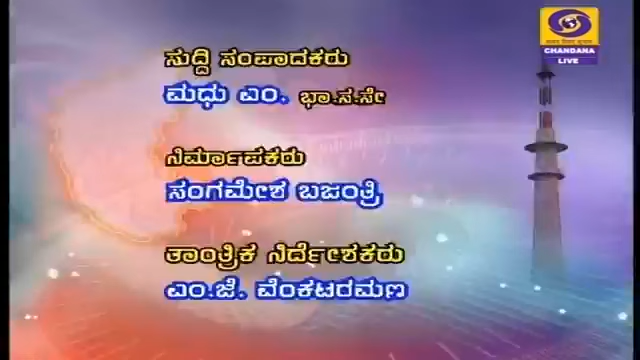 ಸುದ್ದಿ ಸಂಪಾದಕರು
ಮಧು ಎಂ. ಭಾ.ಸ.ಸೇ
ನಿರ್ಮಾಪಕರು
ಸಂಗಮೇಶ ಬಜಂತ್ರಿ
ತಾಂತ್ರಿಕ ನಿರ್ದೇಶಕರು
ಎಂ.ಜೆ. ವೆಂಕಟರಮಣ
CHANDANA
LIVE